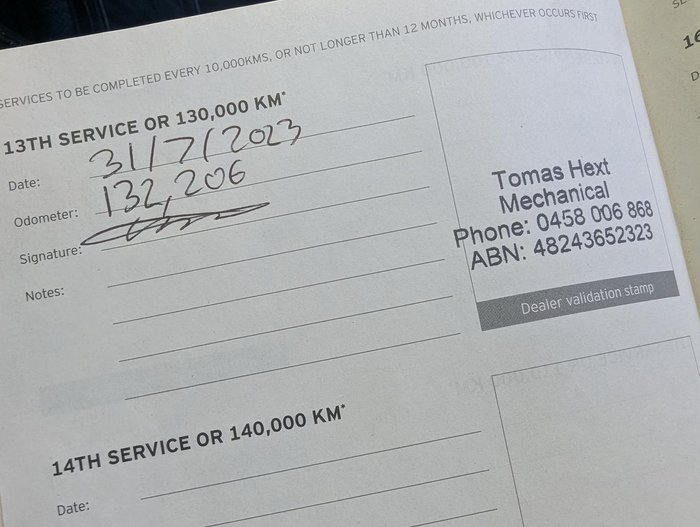 SERVICES TO BE COMPLETED EVERY 10,000KMS, OR NOT LONGER THAN 12 MONTHS, WHICHEVER OCCURS FIRST
13TH SERVICE OR 130,000 KM*
Date: 31/7/2023
Odometer: 132,206
Signature:
Notes:
Tomas Hext
Mechanical
Phone: 0458 006 868
ABN: 48243652323
Dealer validation stamp
14TH SERVICE OR 140,000 KM*
Date:
16
D